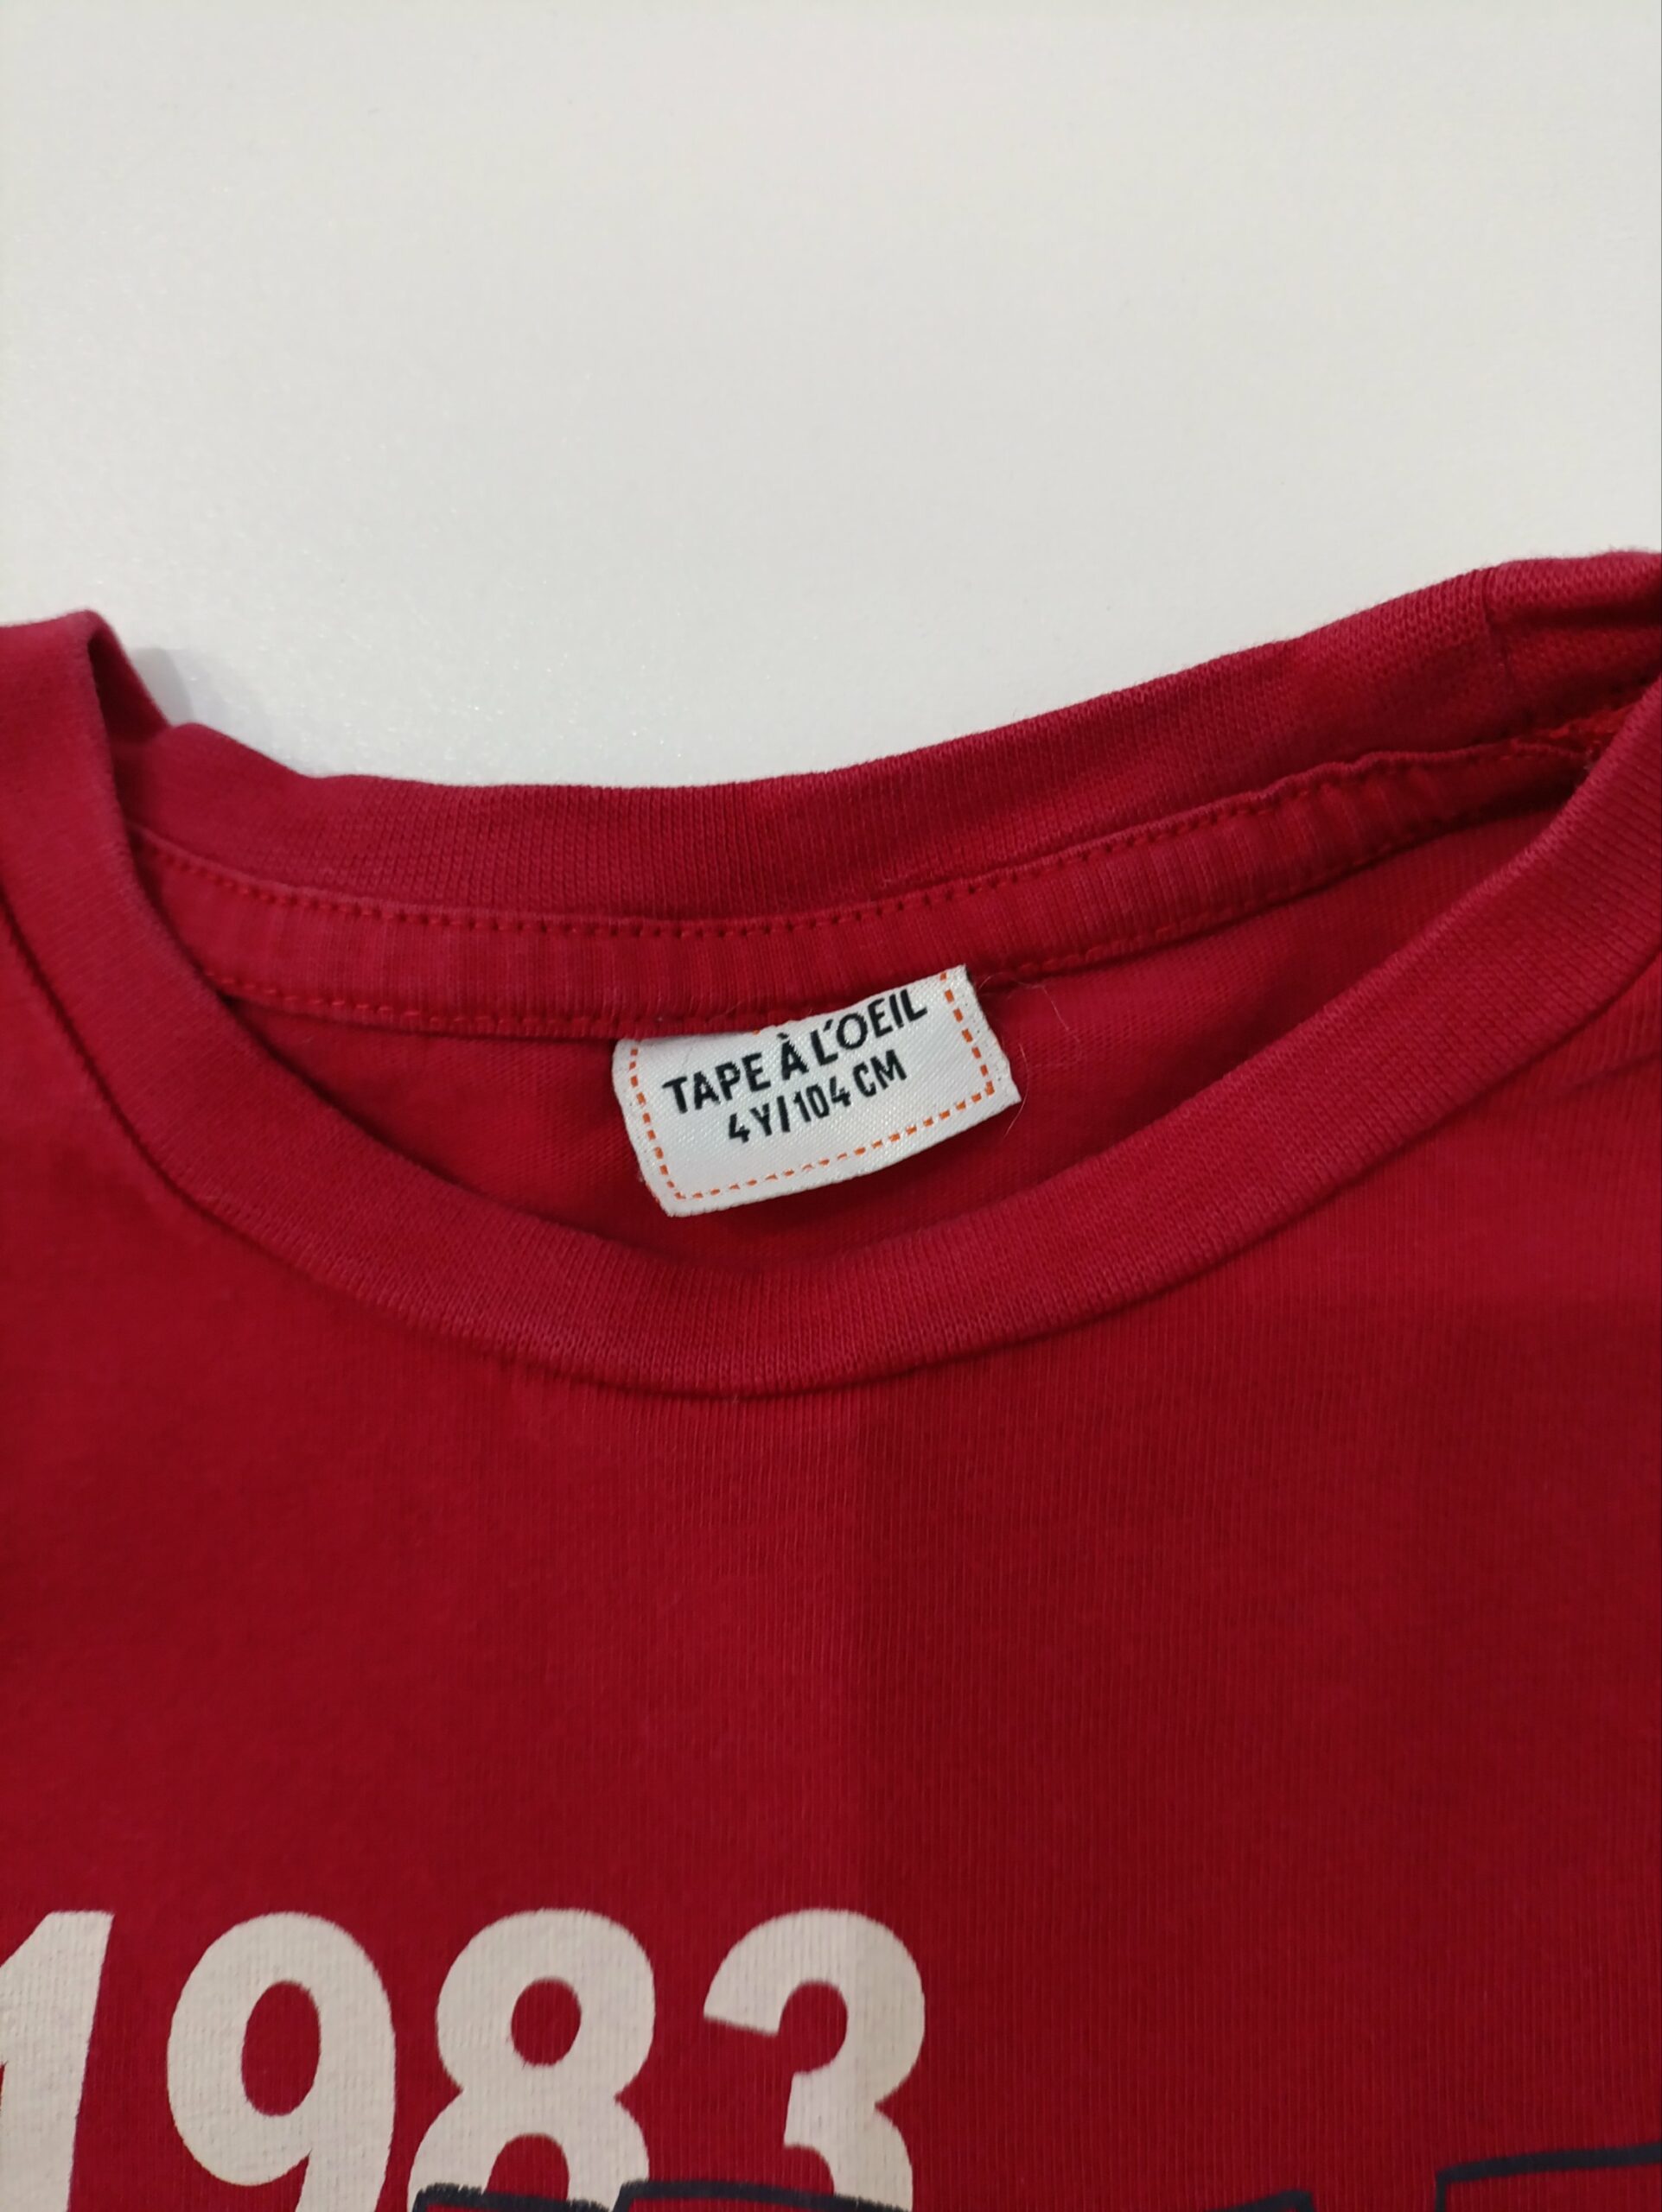 TAPE À L'OEIL
4Y/104 CM
1983